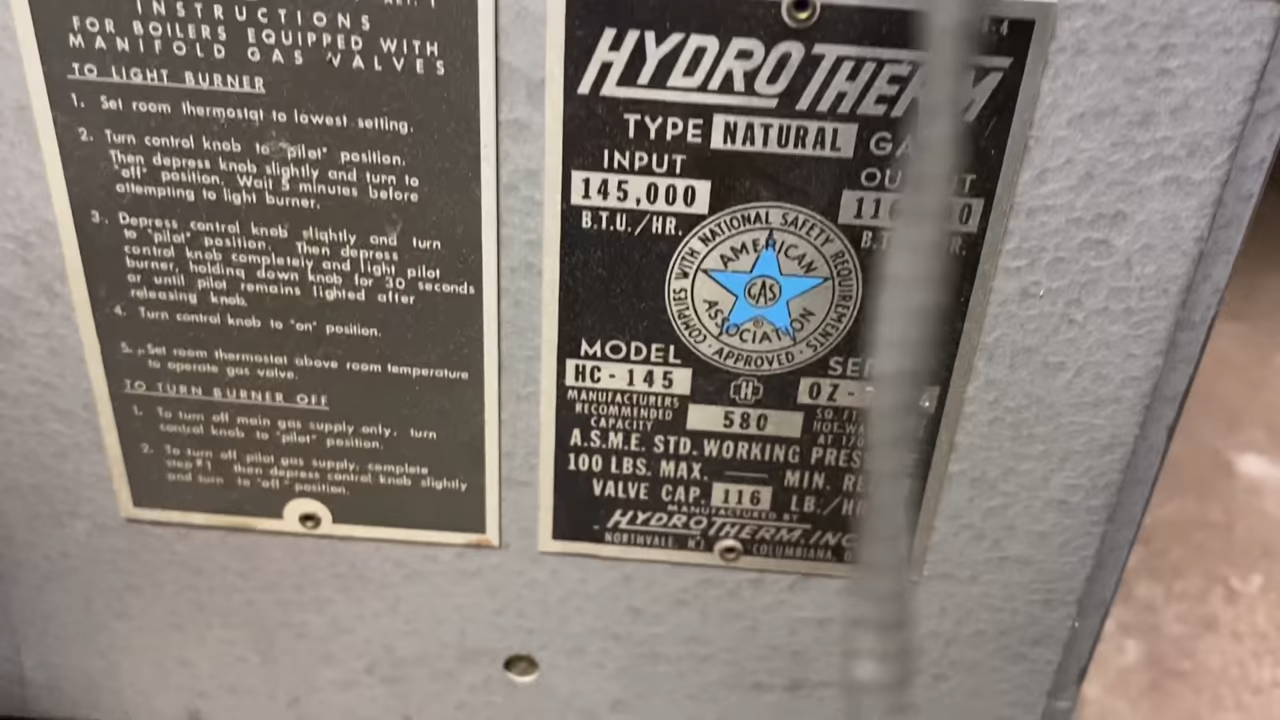 INSTRUCTIONS
FOR BOILERS EQUIPPED WITH
MANIFOLD GAS VALVES
TO LIGHT BURNER
1. Set room thermostat to lowest setting.
2. Turn control knob to "pilot" position.
Then depress knob slightly and turn to
"off" position. Wait 5 minutes before
attempting to light burner.
3. Depress control knob slightly and turn
to "pilot" position. Then depress
control knob completely and light pilot
burner, holding down knob for 30 seconds
or until pilot remains lighted after
releasing knob.
4. Turn control knob to "on" position.
5. Set room thermostat above room temperature
to operate gas valve.
TO TURN BURNER OFF
1. To turn off main gas supply only, turn
control knob to "pilot" position.
2. To turn off pilot gas supply, complete
step #1 then depress control knob slightly
and turn to "off" position.
HYDROTHERM
TYPE NATURAL
INPUT
145,000
B.T.U./HR.
COMPLIES WITH NATIONAL SAFETY REQUIREMENTS
· APPROVED ·
AMERICAN
GAS
ASSOCIATION
®
MODEL
HC-145
H
OZ-
MANUFACTURERS
RECOMMENDED
CAPACITY
580
SQ. FT.
AT 170
A.S.M.E. STD. WORKING
100 LBS. MAX. MIN.
VALVE CAP. 116 LB./HR
MANUFACTURED BY
HYDROTHERM, INC
NORTHVALE, N.J. COLUMBIANA,